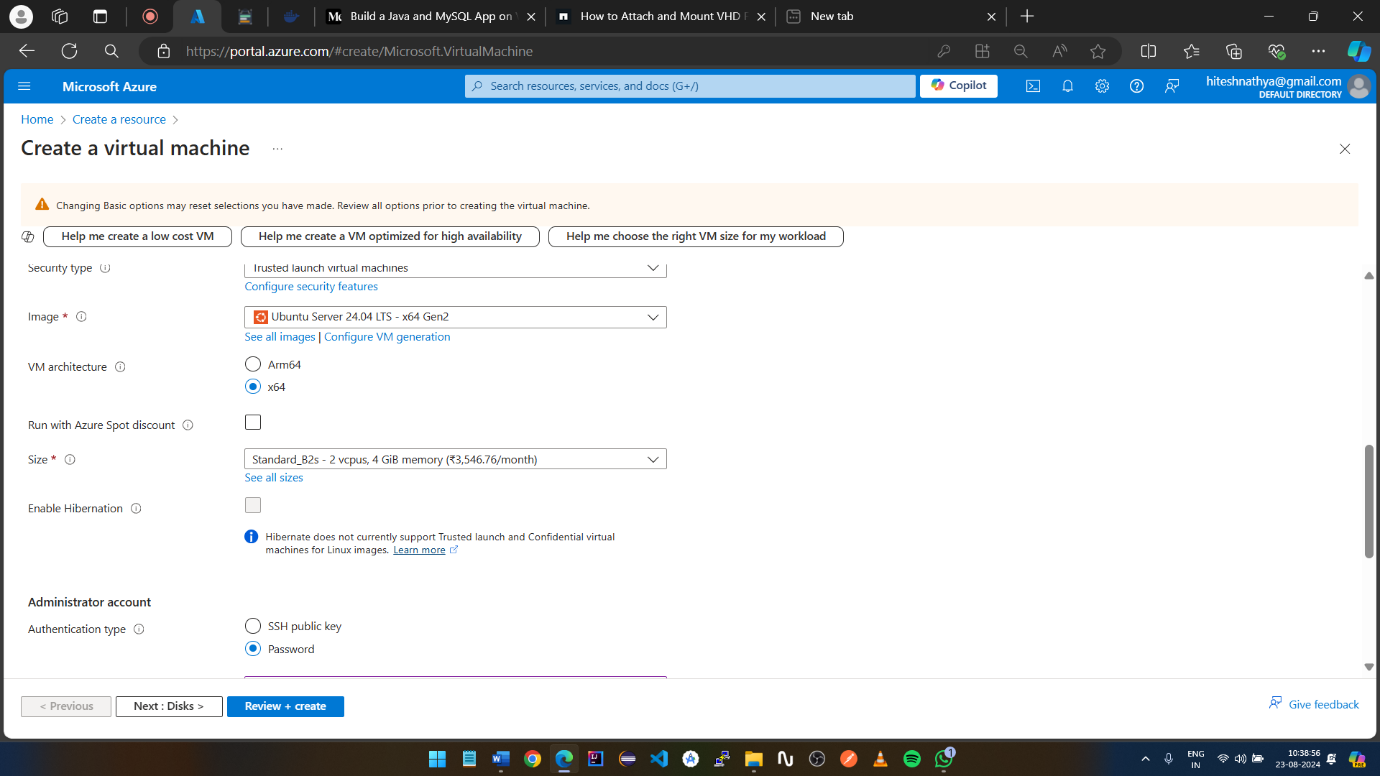 Build a Java and MySQL App on
How to Attach and Mount VHD F
New tab
https://portal.azure.com/#create/Microsoft.VirtualMachine
Microsoft Azure
Search resources, services, and docs (G+/)
Copilot
hiteshnathya@gmail.com
DEFAULT DIRECTORY
Home > Create a resource >
Create a virtual machine ...
Changing Basic options may reset selections you have made. Review all options prior to creating the virtual machine.
Help me create a low cost VM
Help me create a VM optimized for high availability
Help me choose the right VM size for my workload
Security type
Trusted launch virtual machines
Configure security features
Image *
Ubuntu Server 24.04 LTS - x64 Gen2
See all images | Configure VM generation
VM architecture
Arm64
x64
Run with Azure Spot discount
Size *
Standard_B2s - 2 vcpus, 4 GiB memory (₹3,546.76/month)
See all sizes
Enable Hibernation
Hibernate does not currently support Trusted launch and Confidential virtual
machines for Linux images. Learn more
Administrator account
Authentication type
SSH public key
Password
< Previous
Next : Disks >
Review + create
Give feedback
ENG
IN
10:38:56
23-08-2024
1